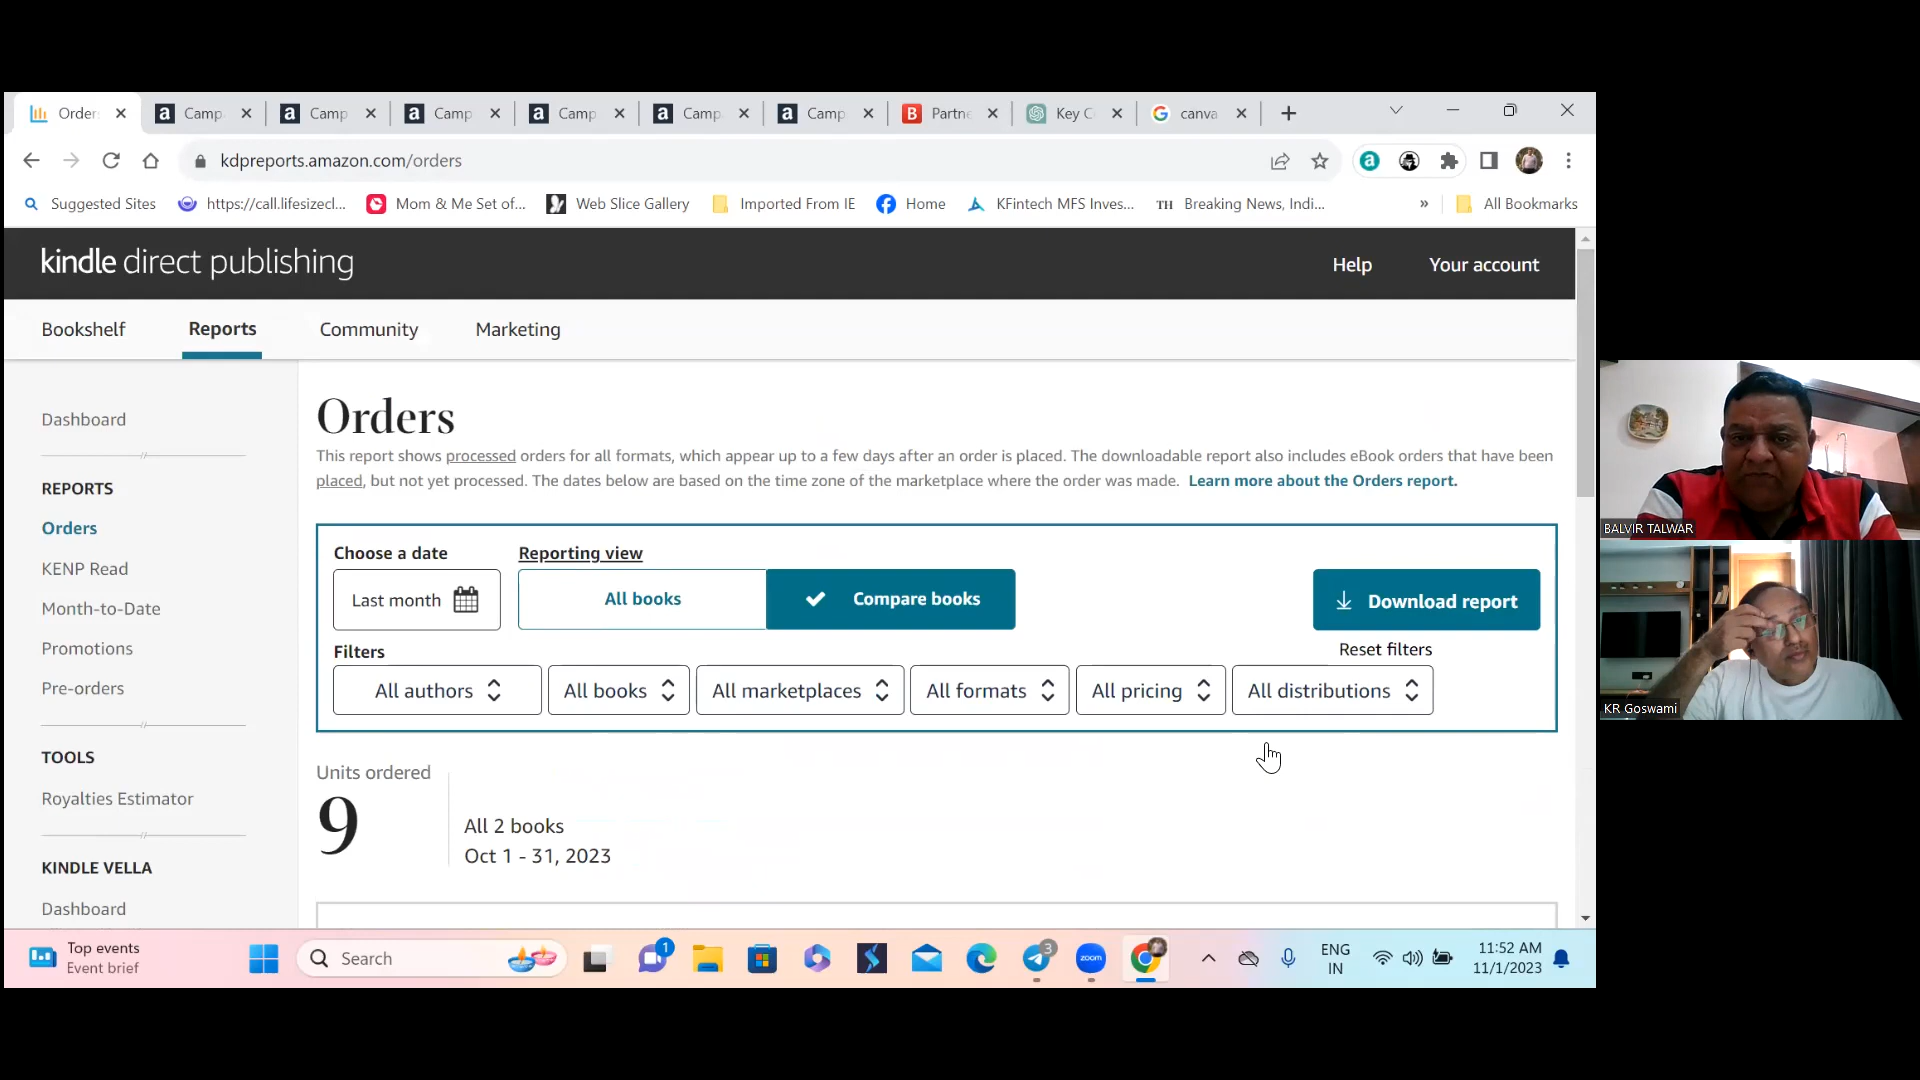 Order
Camp
Camp
Camp
Camp
Camp
Camp
Partne
Key C
canva
kdpreports.amazon.com/orders
Suggested Sites
https://call.lifesizecl...
Mom & Me Set of...
Web Slice Gallery
Imported From IE
Home
KFintech MFS Inves...
TH Breaking News, Indi...
» All Bookmarks
kindle direct publishing
Help
Your account
Bookshelf
Reports
Community
Marketing
Dashboard
REPORTS
Orders
KENP Read
Month-to-Date
Promotions
Pre-orders
TOOLS
Royalties Estimator
KINDLE VELLA
Dashboard
Orders
This report shows processed orders for all formats, which appear up to a few days after an order is placed. The downloadable report also includes eBook orders that have been
placed, but not yet processed. The dates below are based on the time zone of the marketplace where the order was made. Learn more about the Orders report.
Choose a date
Reporting view
Last month
All books
Compare books
Download report
Filters
Reset filters
All authors
All books
All marketplaces
All formats
All pricing
All distributions
Units ordered
9
All 2 books
Oct 1 - 31, 2023
BALVIR TALWAR
KR Goswami
Top events
Event brief
Search
1
3
zoom
ENG
IN
11:52 AM
11/1/2023